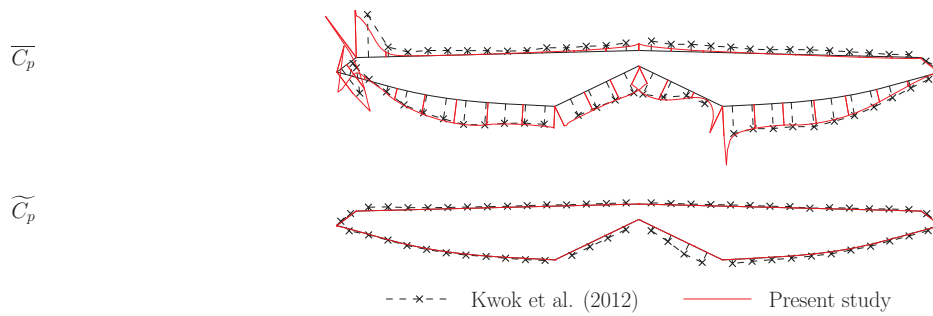 $\overline{C_p}$
$\widetilde{C_p}$
Kwok et al. (2012) Present study